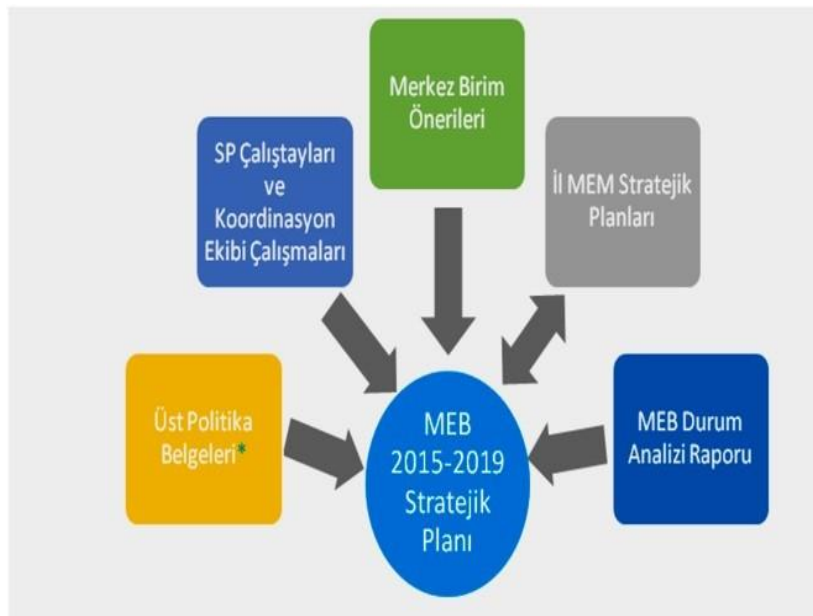 Merkez Birim
Önerileri
SP Çalıştayları
ve
Koordinasyon
Ekibi Çalışmaları
İl MEM Stratejik
Planları
Üst Politika
Belgeleri*
MEB
2015-2019
Stratejik
Planı
MEB Durum
Analizi Raporu